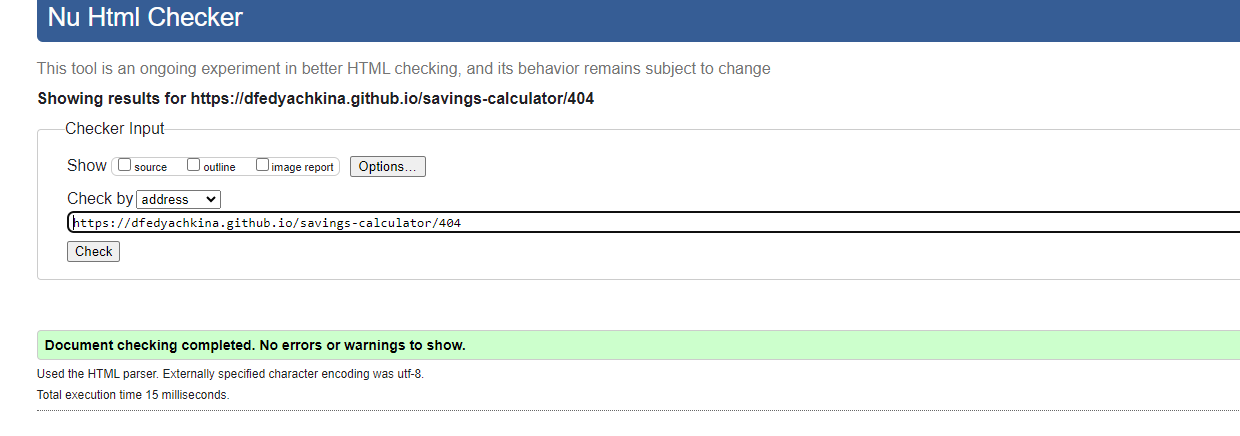 Nu Html Checker
This tool is an ongoing experiment in better HTML checking, and its behavior remains subject to change
Showing results for https://dfedyachkina.github.io/savings-calculator/404
Checker Input
Show source outline image report Options...
Check by address
https://dfedyachkina.github.io/savings-calculator/404
Check
Document checking completed. No errors or warnings to show.
Used the HTML parser. Externally specified character encoding was utf-8.
Total execution time 15 milliseconds.